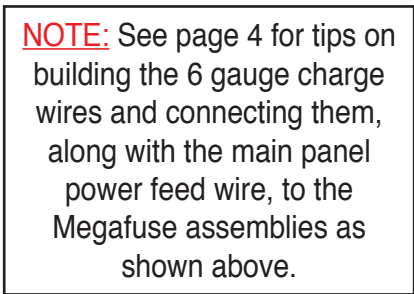 NOTE: See page 4 for tips on
building the 6 gauge charge
wires and connecting them,
along with the main panel
power feed wire, to the
Megafuse assemblies as
shown above.